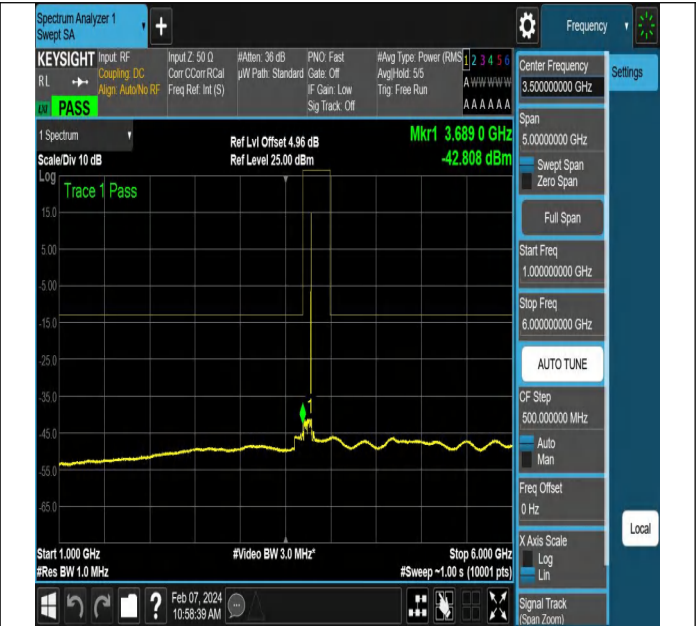 Spectrum Analyzer 1
Swept SA
Frequency
KEYSIGHT
RL
PASS
Input: RF
Coupling: DC
Align: Auto/No RF
Input Z: 50 Ω
Corr CCorr RCal
Freq Ref: Int (S)
#Atten: 36 dB
µW Path: Standard
PNO: Fast
Gate: Off
IF Gain: Low
Sig Track: Off
#Avg Type: Power (RMS
Avg|Hold: 5/5
Trig: Free Run
1 2 3 4 5 6
A W W W W W
A A A A A A
1 Spectrum
Scale/Div 10 dB
Ref Lvl Offset 4.96 dB
Ref Level 25.00 dBm
Mkr1 3.689 0 GHz
-42.808 dBm
Log
Trace 1 Pass
15.0
5.00
-5.00
-15.0
-25.0
-35.0
-45.0
-55.0
-65.0
1
Start 1.000 GHz
#Res BW 1.0 MHz
#Video BW 3.0 MHz*
Stop 6.000 GHz
#Sweep ~1.00 s (10001 pts)
Feb 07, 2024
10:58:39 AM
Center Frequency
3.500000000 GHz
Settings
Span
5.00000000 GHz
Swept Span
Zero Span
Full Span
Start Freq
1.000000000 GHz
Stop Freq
6.000000000 GHz
AUTO TUNE
CF Step
500.000000 MHz
Auto
Man
Freq Offset
0 Hz
X Axis Scale
Log
Lin
Local
Signal Track
(Span Zoom)